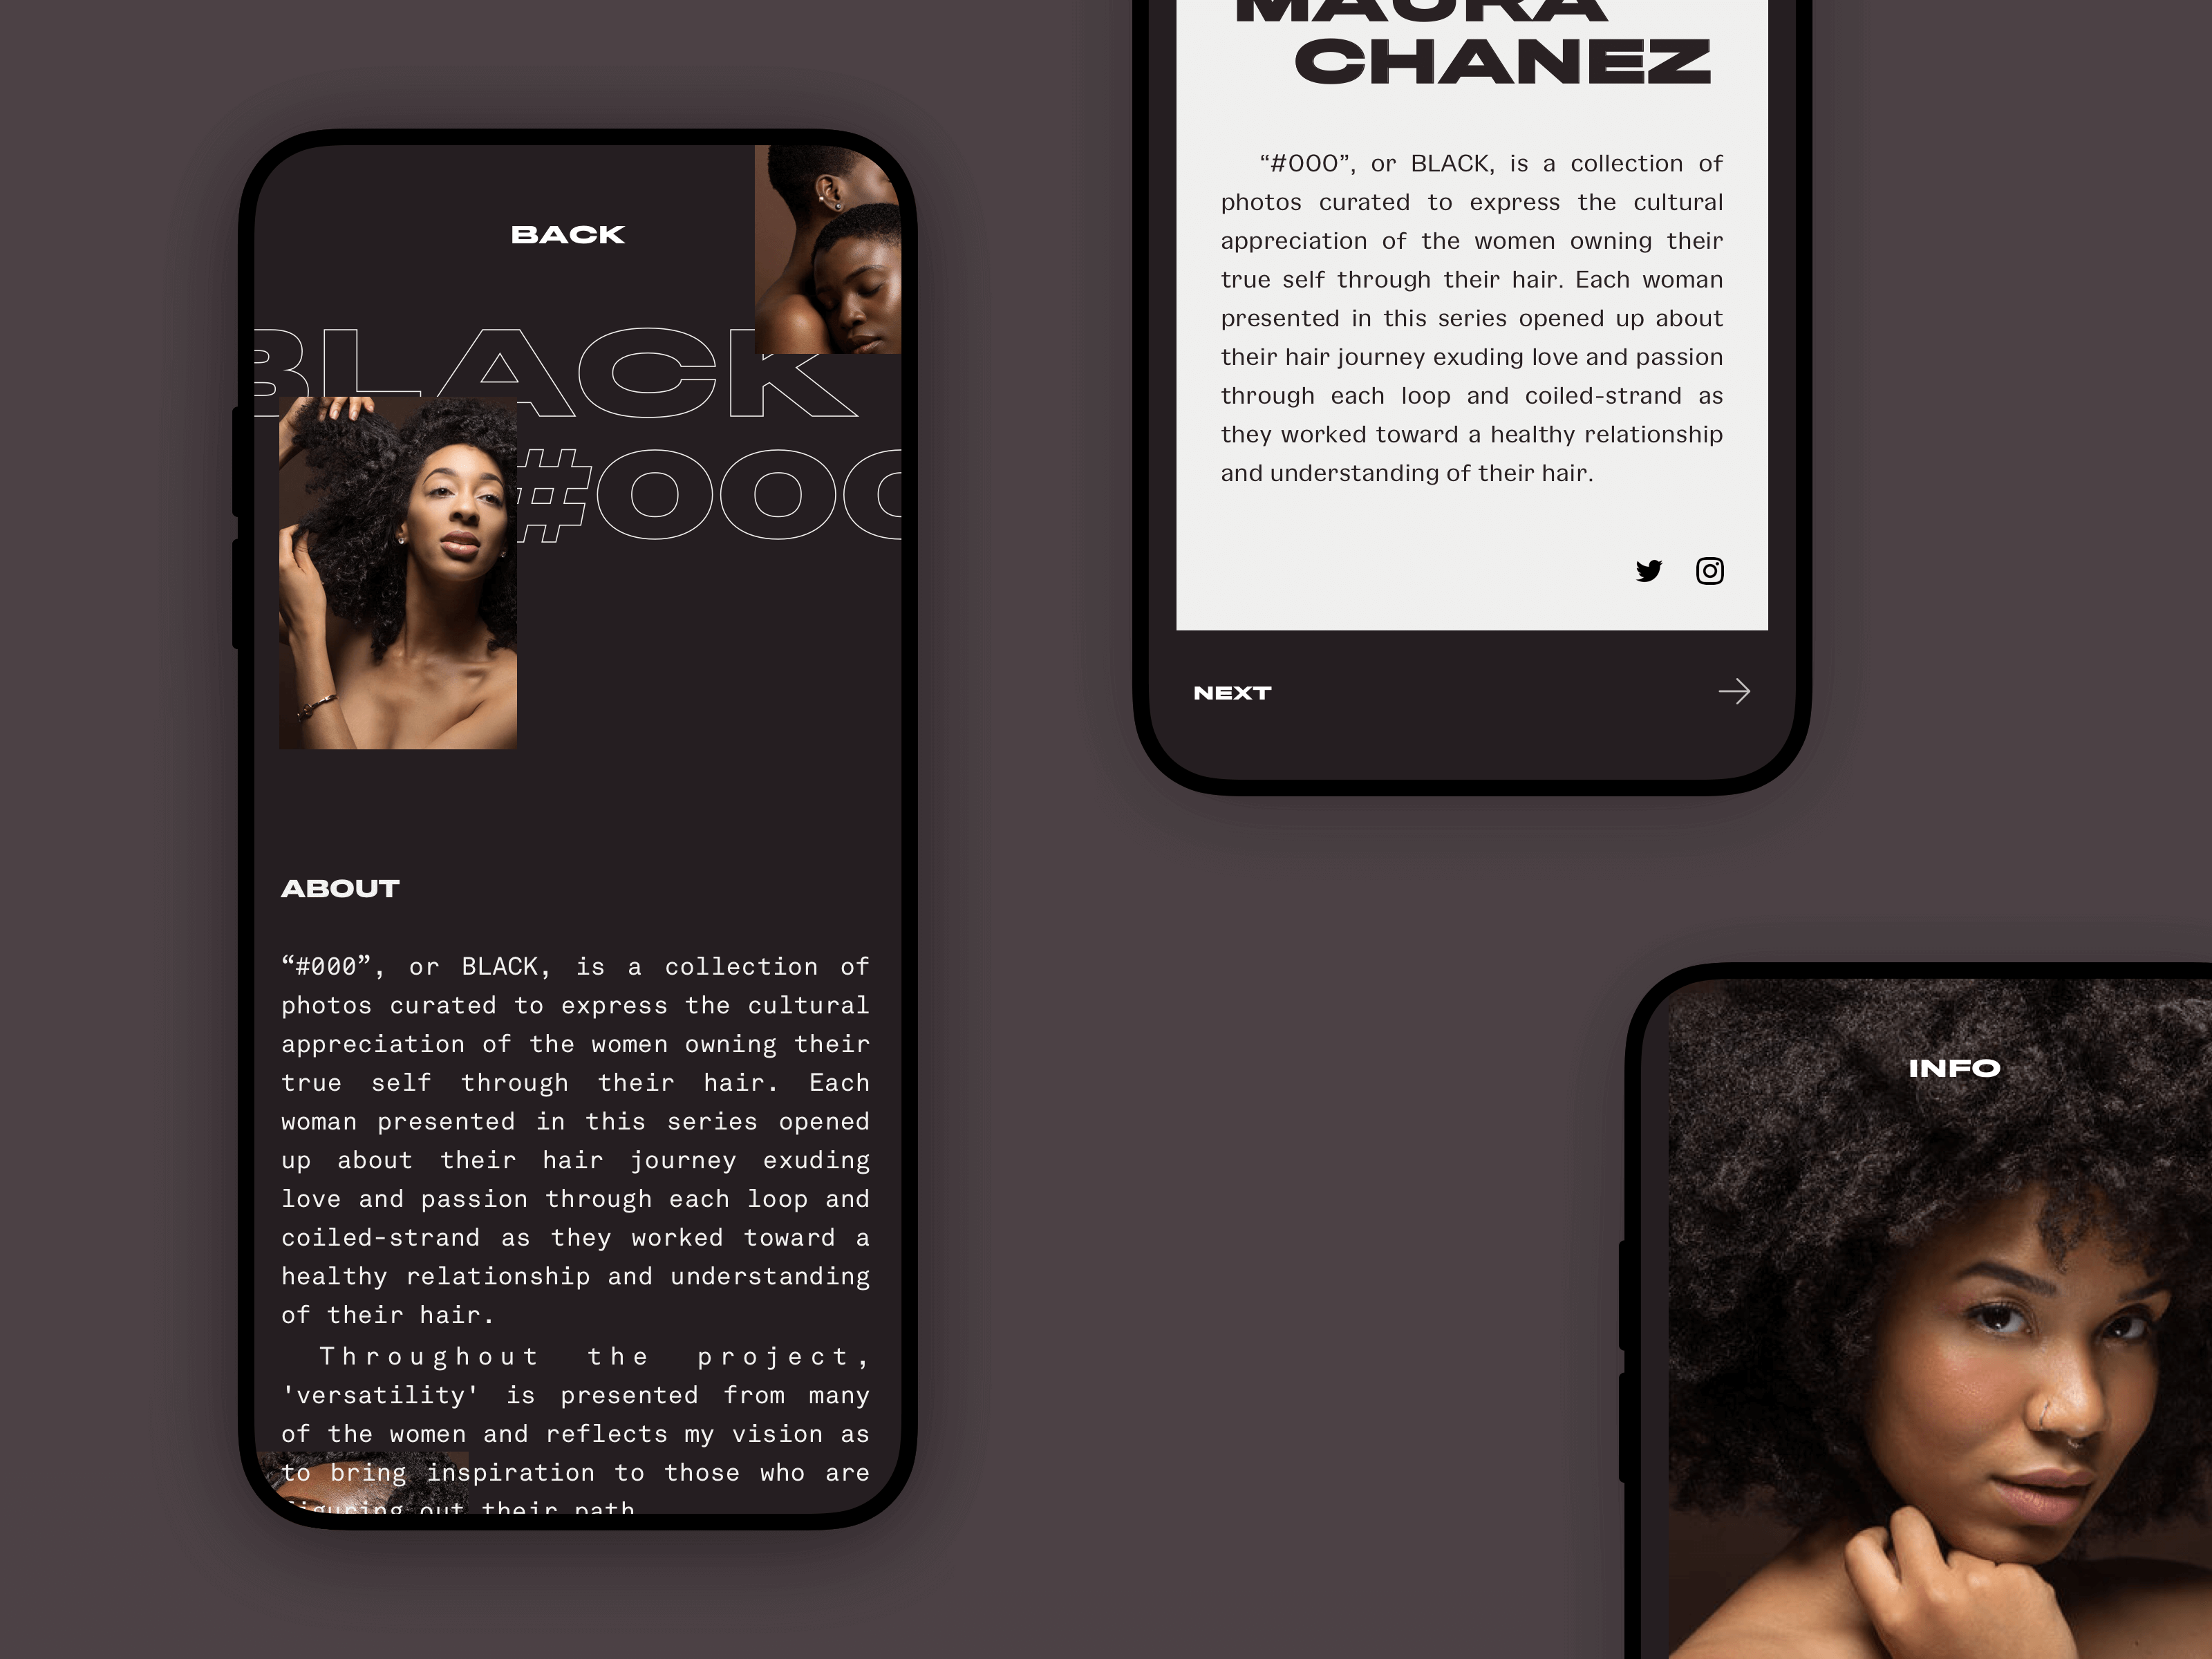 BACK
BLACK
#000
ABOUT
“#000”, or BLACK, is a collection of
photos curated to express the cultural
appreciation of the women owning their
true self through their hair. Each
woman presented in this series opened
up about their hair journey exuding
love and passion through each loop and
coiled-strand as they worked toward a
healthy relationship and understanding
of their hair.
Throughout the project,
'versatility' is presented from many
of the women and reflects my vision as
to bring inspiration to those who are
figuring out their path
MAURA
CHANEZ
“#000”, or BLACK, is a collection of
photos curated to express the cultural
appreciation of the women owning their
true self through their hair. Each woman
presented in this series opened up about
their hair journey exuding love and passion
through each loop and coiled-strand as
they worked toward a healthy relationship
and understanding of their hair.
NEXT
INFO